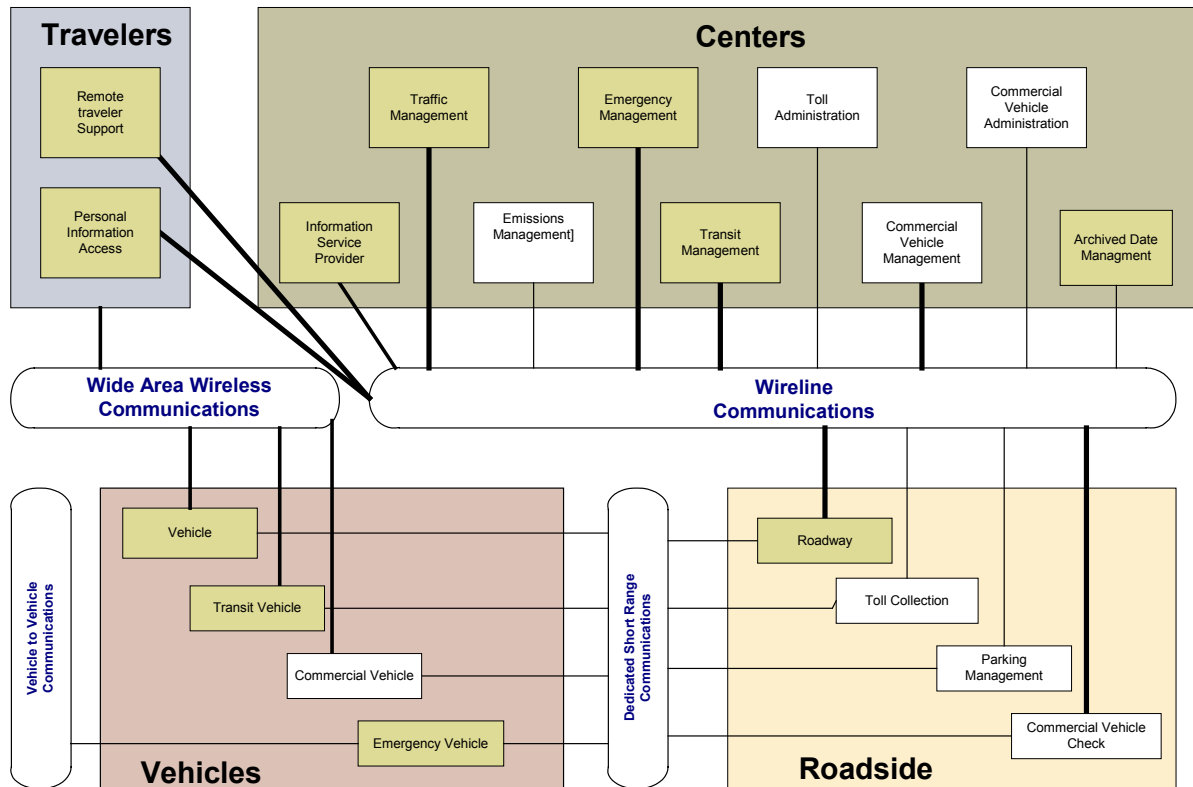 Travelers
Remote
traveler
Support
Personal
Information
Access
Centers
Traffic
Management
Emergency
Management
Toll
Administration
Commercial
Vehicle
Administration
Information
Service
Provider
Emissions
Management]
Transit
Management
Commercial
Vehicle
Management
Archived Date
Managment
Wide Area Wireless
Communications
Wireline
Communications
Vehicle to Vehicle
Communications
Vehicle
Transit Vehicle
Commercial Vehicle
Emergency Vehicle
Vehicles
Dedicated Short Range
Communications
Roadway
Toll Collection
Parking
Management
Commercial Vehicle
Check
Roadside